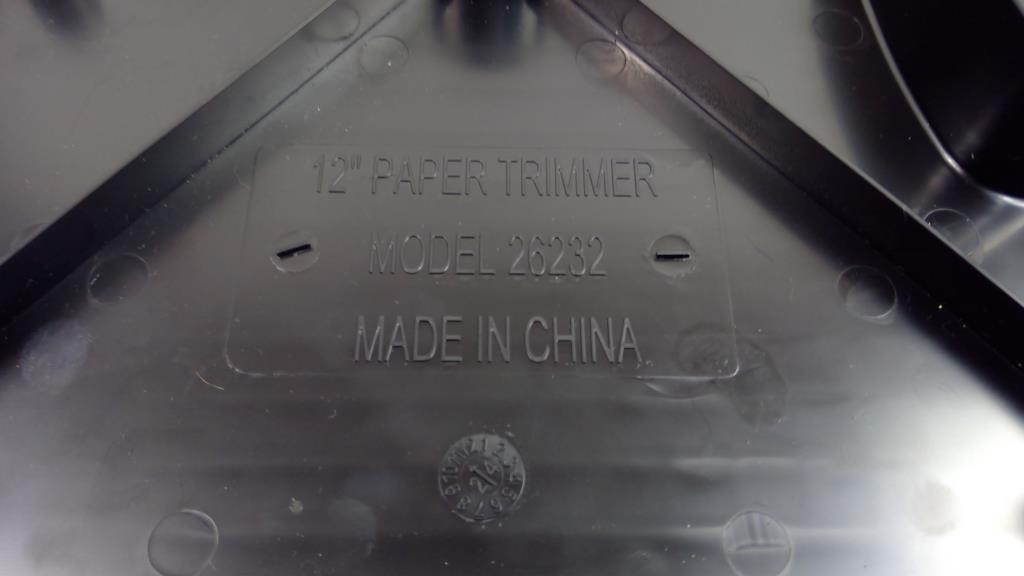 12" PAPER TRIMMER
MODEL 26232
MADE IN CHINA